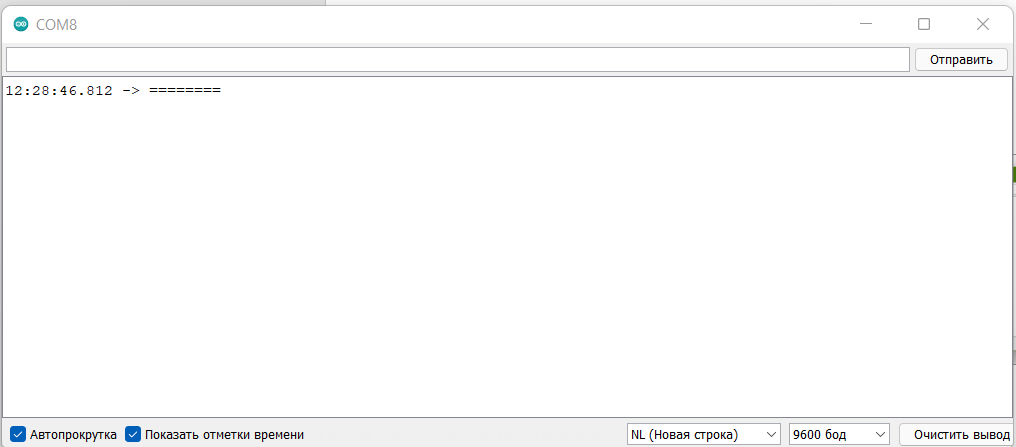 COM8
Отправить
12:28:46.812 -> ========
Автопрокрутка Показать отметки времени NL (Новая строка) 9600 бод Очистить вывод